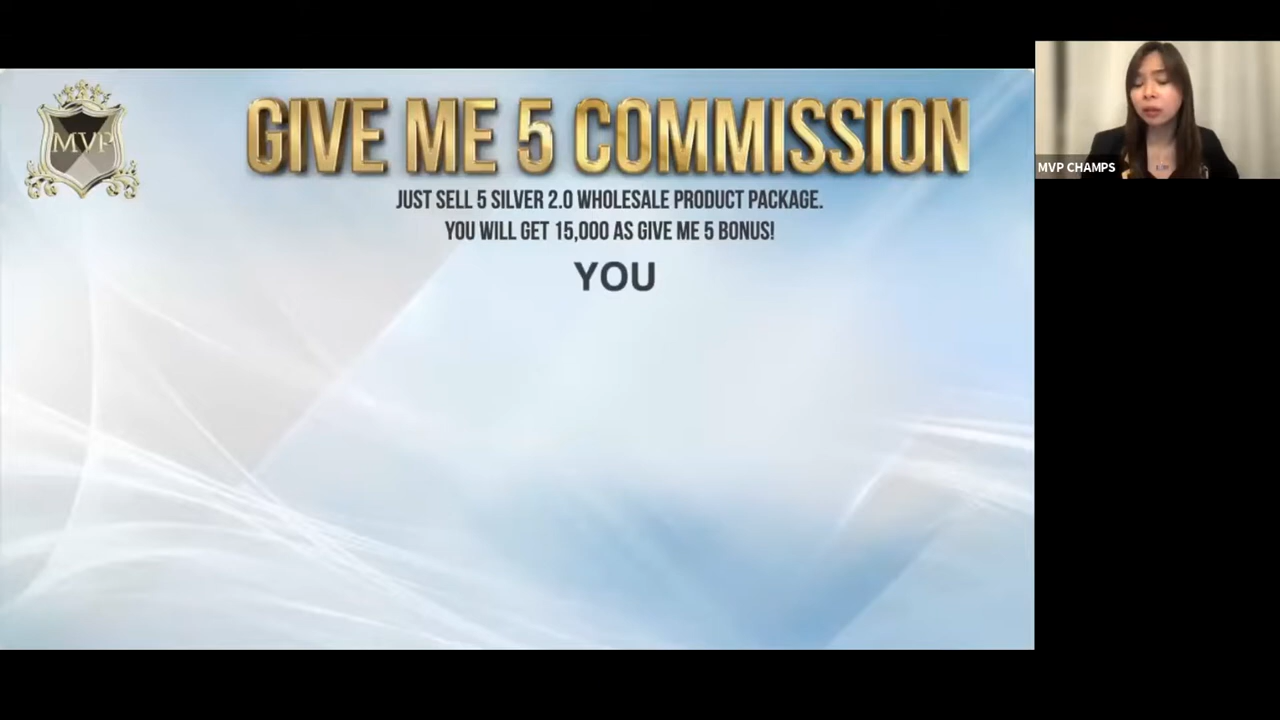 MVP
GIVE ME 5 COMMISSION
JUST SELL 5 SILVER 2.0 WHOLESALE PRODUCT PACKAGE.
YOU WILL GET 15,000 AS GIVE ME 5 BONUS!
YOU
MVP CHAMPS